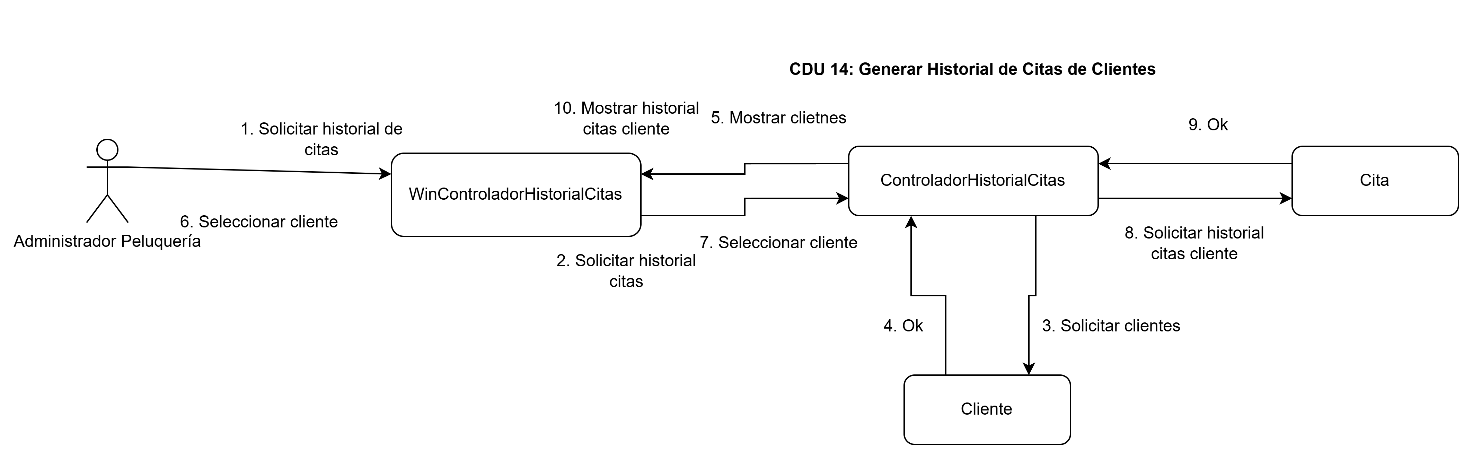 CDU 14: Generar Historial de Citas de Clientes
10. Mostrar historial
citas cliente
5. Mostrar clietnes
9. Ok
1. Solicitar historial de
citas
WinControladorHistorialCitas
ControladorHistorialCitas
Cita
6. Seleccionar cliente
Administrador Peluquería
7. Seleccionar cliente
8. Solicitar historial
citas cliente
2. Solicitar historial
citas
4. Ok
3. Solicitar clientes
Cliente